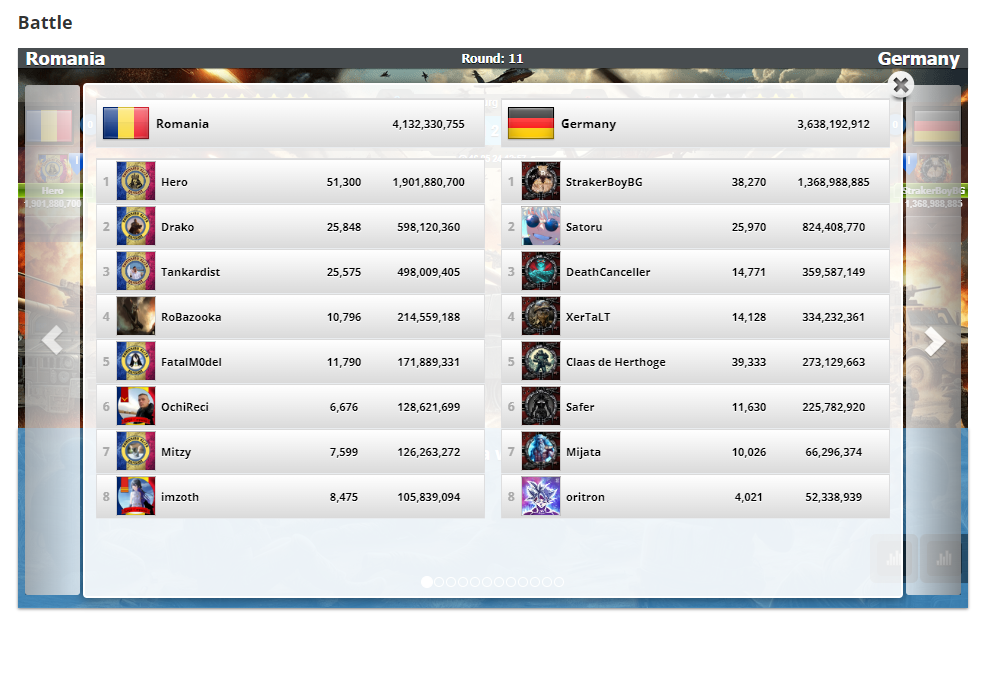 Battle
Romania Round: 11 Germany
Romania 4,132,330,755
1 Hero 51,300 1,901,880,700
2 Drako 25,848 598,120,360
3 Tankardist 25,575 498,009,405
4 RoBazooka 10,796 214,559,188
5 FatalM0del 11,790 171,889,331
6 OchiReci 6,676 128,621,699
7 Mitzy 7,599 126,263,272
8 imzoth 8,475 105,839,094
Germany 3,638,192,912
1 StrakerBoyBG 38,270 1,368,988,885
2 Satoru 25,970 824,408,770
3 DeathCanceller 14,771 359,587,149
4 XerTaLT 14,128 334,232,361
5 Claas de Herthoge 39,333 273,129,663
6 Safer 11,630 225,782,920
7 Mijata 10,026 66,296,374
8 oritron 4,021 52,338,939
Hero
1,901,880,700
StrakerBoyBG
1,368,988,885